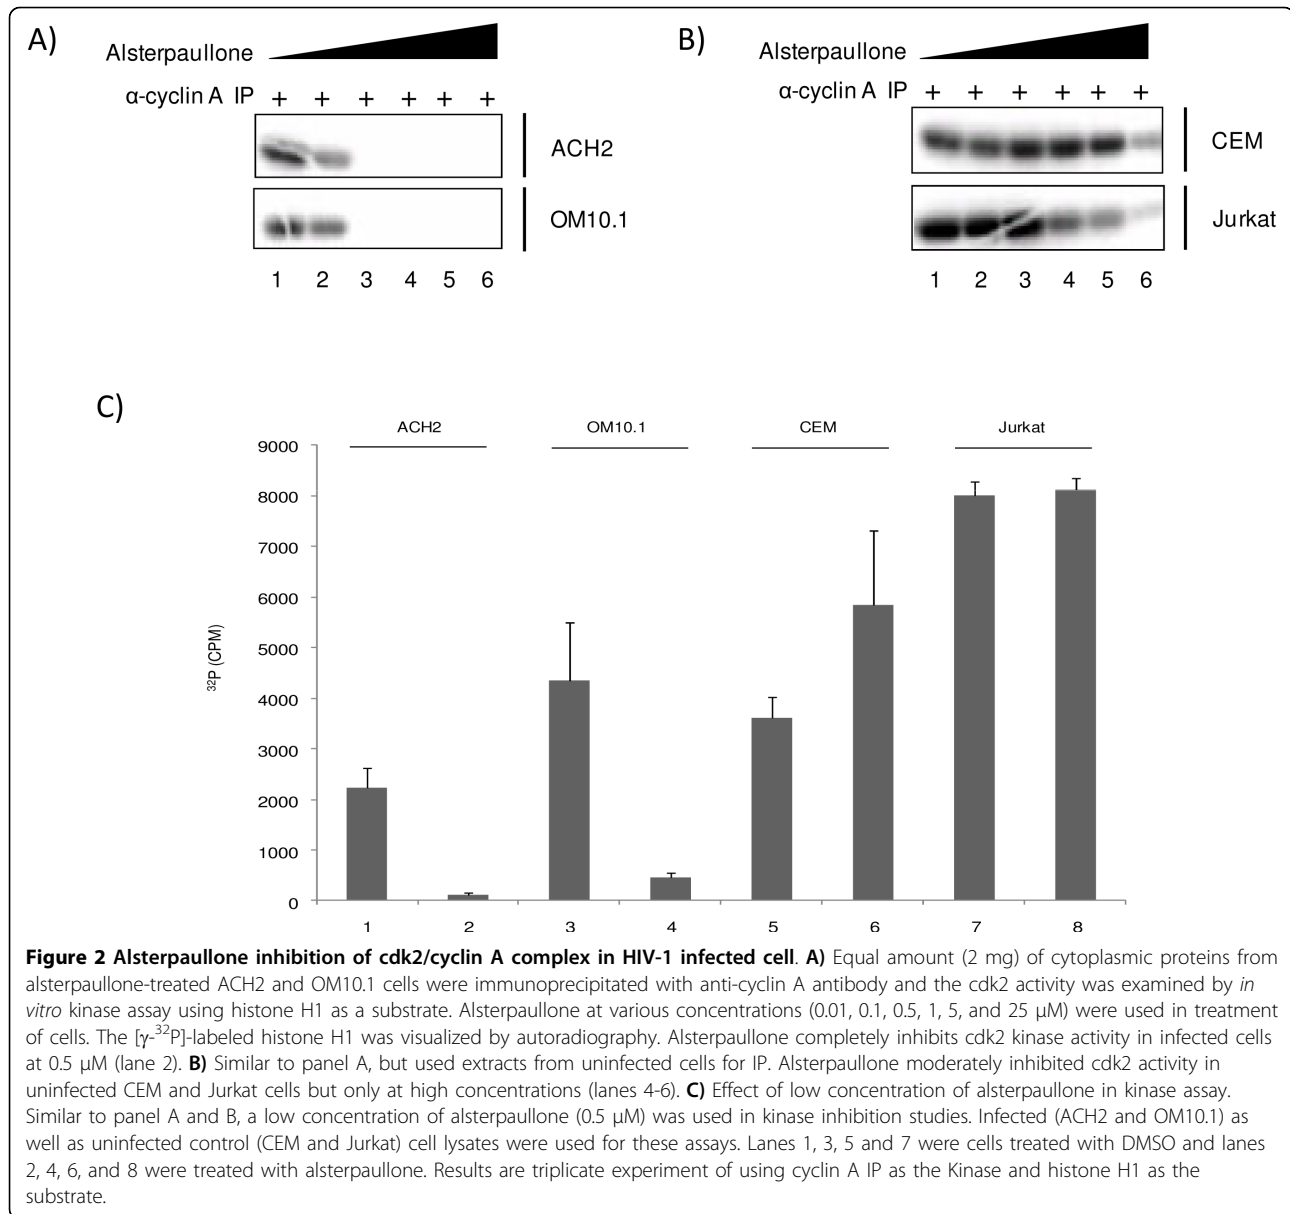 A)
Alsterpaullone
α-cyclin A IP + + + + + +
ACH2
OM10.1
1 2 3 4 5 6
B)
Alsterpaullone
α-cyclin A IP + + + + + +
CEM
Jurkat
1 2 3 4 5 6
C)
ACH2 OM10.1 CEM Jurkat
9000
8000
7000
6000
5000
4000
3000
2000
1000
0
³²P (CPM)
1 2 3 4 5 6 7 8
Figure 2 Alsterpaullone inhibition of cdk2/cyclin A complex in HIV-1 infected cell. A) Equal amount (2 mg) of cytoplasmic proteins from
alsterpaullone-treated ACH2 and OM10.1 cells were immunoprecipitated with anti-cyclin A antibody and the cdk2 activity was examined by in
vitro kinase assay using histone H1 as a substrate. Alsterpaullone at various concentrations (0.01, 0.1, 0.5, 1, 5, and 25 μM) were used in treatment
of cells. The [γ-³²P]-labeled histone H1 was visualized by autoradiography. Alsterpaullone completely inhibits cdk2 kinase activity in infected cells
at 0.5 μM (lane 2). B) Similar to panel A, but used extracts from uninfected cells for IP. Alsterpaullone moderately inhibited cdk2 activity in
uninfected CEM and Jurkat cells but only at high concentrations (lanes 4-6). C) Effect of low concentration of alsterpaullone in kinase assay.
Similar to panel A and B, a low concentration of alsterpaullone (0.5 μM) was used in kinase inhibition studies. Infected (ACH2 and OM10.1) as
well as uninfected control (CEM and Jurkat) cell lysates were used for these assays. Lanes 1, 3, 5 and 7 were cells treated with DMSO and lanes
2, 4, 6, and 8 were treated with alsterpaullone. Results are triplicate experiment of using cyclin A IP as the Kinase and histone H1 as the
substrate.